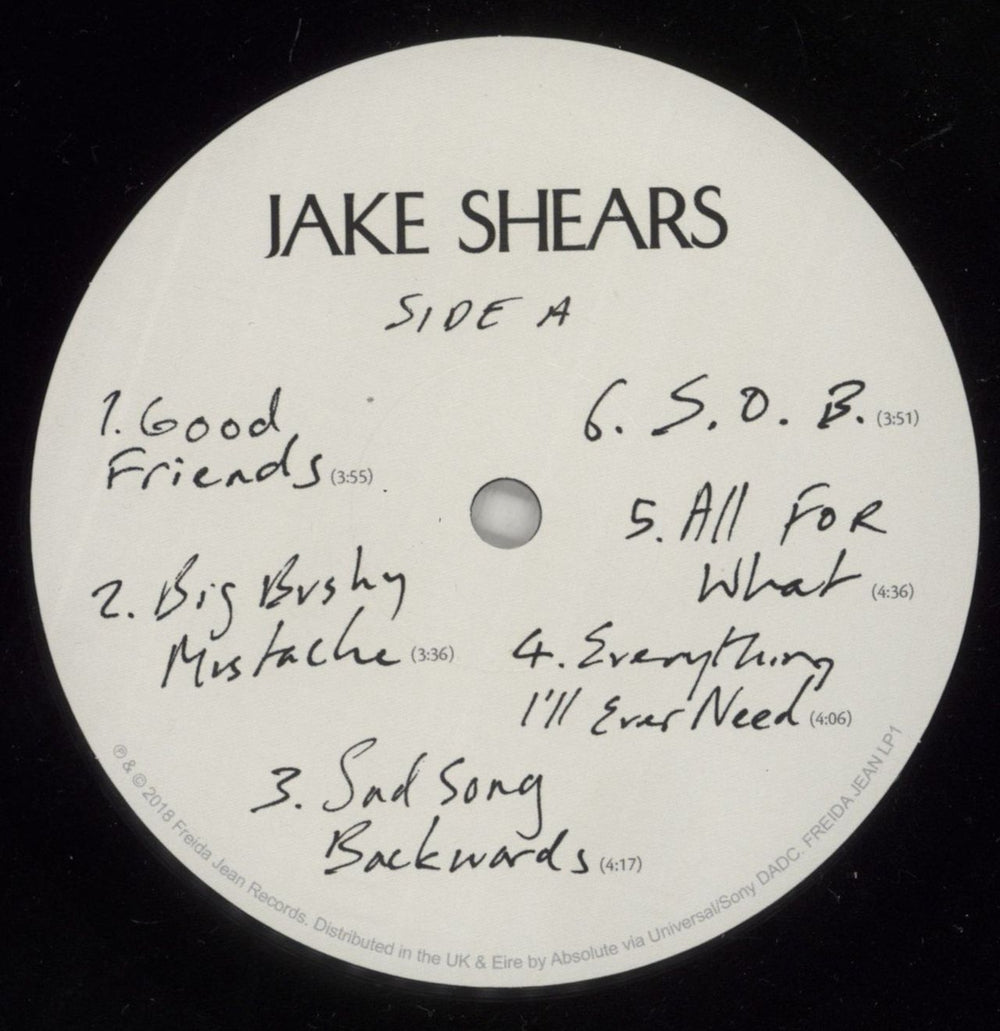 JAKE SHEARS
SIDE A
1. Good
Friends (3:55)
2. Big Bushy
Mustache (3:36)
3. Sad Song
Backwards (4:17)
4. Everything
I'll Ever Need (4:06)
5. All FOR
What (4:36)
6. S.O.B. (3:51)
℗ & © 2018 Freida Jean Records. Distributed in the UK & Eire by Absolute via Universal/Sony DADC. FREIDA JEAN LP1